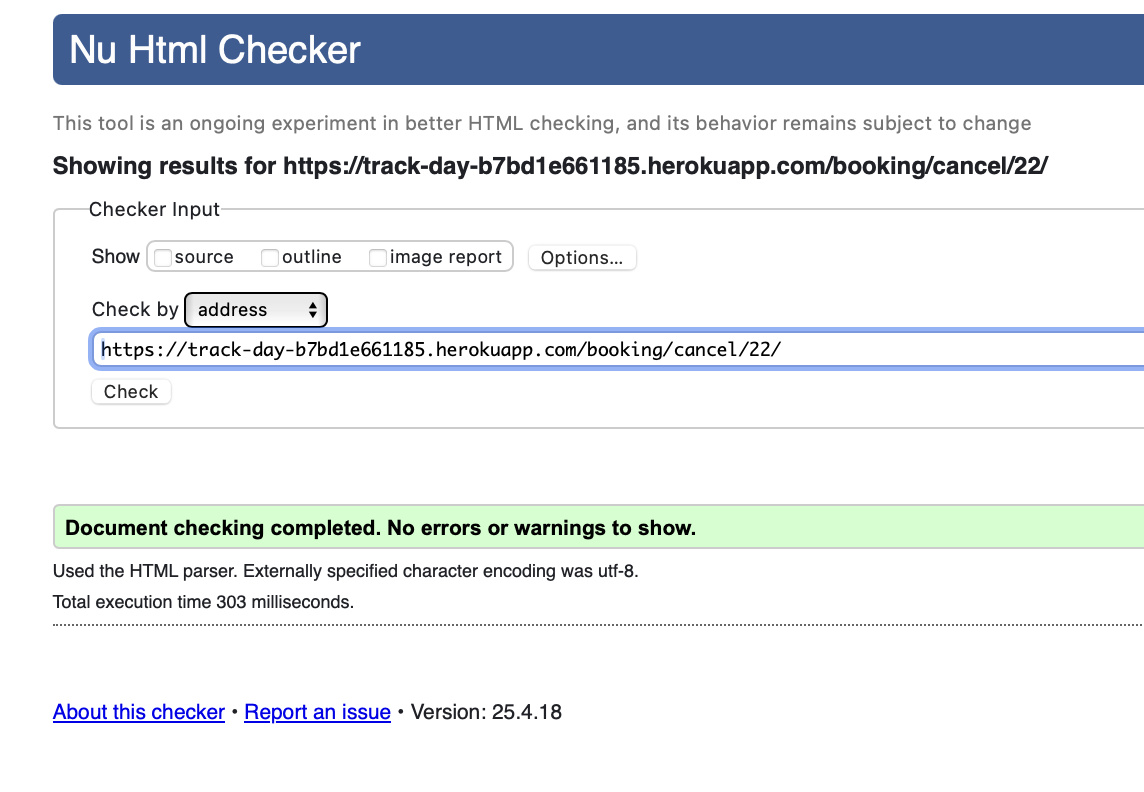 Nu Html Checker
This tool is an ongoing experiment in better HTML checking, and its behavior remains subject to change
Showing results for https://track-day-b7bd1e661185.herokuapp.com/booking/cancel/22/
Checker Input
Show source outline image report Options...
Check by address
https://track-day-b7bd1e661185.herokuapp.com/booking/cancel/22/
Check
Document checking completed. No errors or warnings to show.
Used the HTML parser. Externally specified character encoding was utf-8.
Total execution time 303 milliseconds.
About this checker • Report an issue • Version: 25.4.18